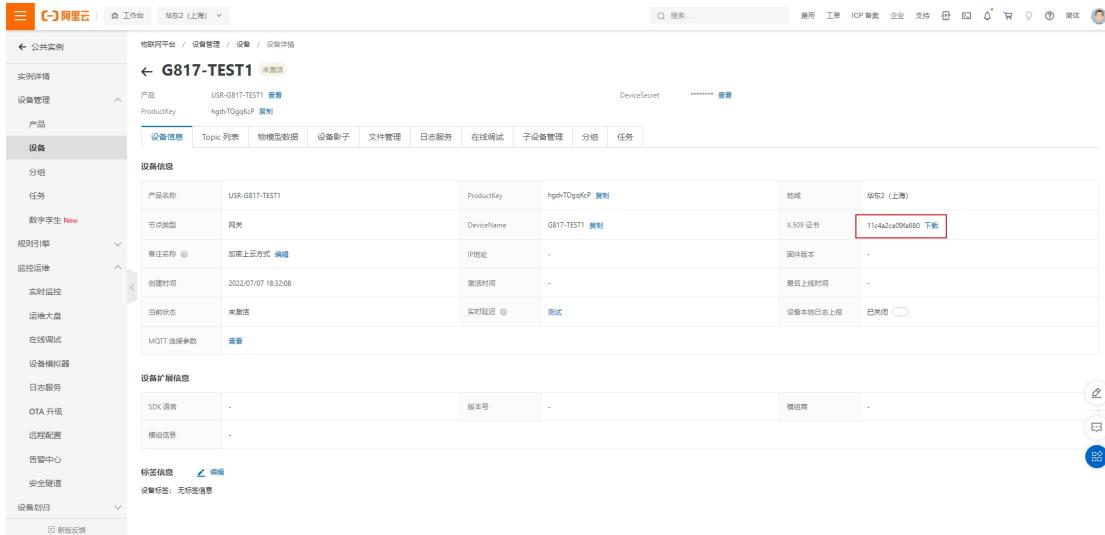 阿里云 工作台 华东2 (上海) 搜索... 费用 工单 ICP 备案 企业 支持 简体
公共实例
实例详情
设备管理
产品
设备
分组
任务
数字孪生 New
规则引擎
监控运维
实时监控
运维大盘
在线调试
设备模拟器
日志服务
OTA 升级
远程配置
告警中心
安全隧道
设备划归
新版反馈
物联网平台 / 设备管理 / 设备 / 设备详情
G817-TEST1 未激活
产品 USR-G817-TEST1 查看 DeviceSecret ******** 查看
ProductKey hgdvTOgqKcP 复制
设备信息 Topic 列表 物模型数据 设备影子 文件管理 日志服务 在线调试 子设备管理 分组 任务
设备信息
产品名称 USR-G817-TEST1 ProductKey hgdvTOgqKcP 复制 地域 华东2 (上海)
节点类型 网关 DeviceName G817-TEST1 复制 X.509 证书 11c4a2ce09fa680 下载
备注名称 加密上云方式 编辑 IP地址 - 固件版本 -
创建时间 2022/07/07 18:32:08 激活时间 - 最后上线时间 -
当前状态 未激活 实时延迟 测试 设备本地日志上报 已关闭
MQTT 连接参数 查看
设备扩展信息
SDK 语言 - 版本号 - 模组商 -
模组信息 -
标签信息 编辑
设备标签: 无标签信息